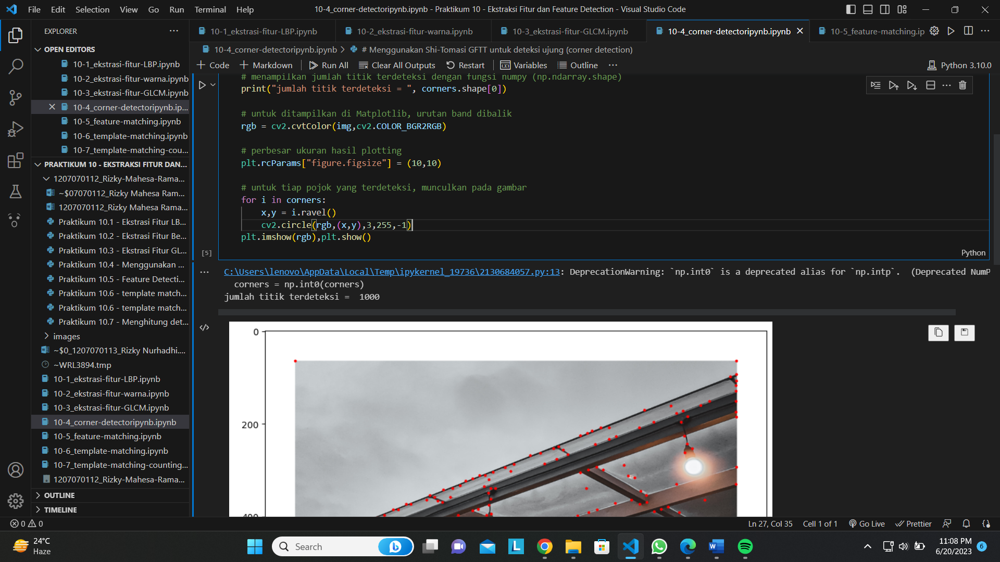 File Edit Selection View Go Run Terminal Help
10-4_corner-detectoripynb.ipynb - Praktikum 10 - Ekstraksi Fitur dan Feature Detection - Visual Studio Code
EXPLORER
10-1_ekstrasi-fitur-LBP.ipynb
10-2_ekstrasi-fitur-warna.ipynb
10-3_ekstrasi-fitur-GLCM.ipynb
10-4_corner-detectoripynb.ipynb
10-5_feature-matching.ip
OPEN EDITORS
10-1_ekstrasi-fitur-LBP.ipynb
10-2_ekstrasi-fitur-warna.ipynb
10-3_ekstrasi-fitur-GLCM.ipynb
10-4_corner-detectoripynb.ip...
10-5_feature-matching.ipynb
10-6_template-matching.ipynb
10-7_template-matching-cou...
PRAKTIKUM 10 - EKSTRAKSI FITUR DAN...
1207070112_Rizky-Mahesa-Rama...
~$07070112_Rizky Mahesa Ram...
1207070112_Rizky Mahesa Rama...
Praktikum 10.1 - Ekstrasi Fitur LB...
Praktikum 10.2 - Ekstrasi Fitur Be...
Praktikum 10.3 - Ekstrasi Fitur GL...
Praktikum 10.4 - Menggunakan ...
Praktikum 10.5 - Feature Detecti...
Praktikum 10.6 - template match...
Praktikum 10.6 - template match...
Praktikum 10.7 - Menghitung det...
images
~$0_1207070113_Rizky Nurhadhi....
~WRL3894.tmp
10-1_ekstrasi-fitur-LBP.ipynb
10-2_ekstrasi-fitur-warna.ipynb
10-3_ekstrasi-fitur-GLCM.ipynb
10-4_corner-detectoripynb.ipynb
10-5_feature-matching.ipynb
10-6_template-matching.ipynb
10-7_template-matching-counting...
1207070112_Rizky-Mahesa-Rama...
OUTLINE
TIMELINE
10-4_corner-detectoripynb.ipynb > # Menggunakan Shi-Tomasi GFTT untuk deteksi ujung (corner detection)
+ Code + Markdown Run All Clear All Outputs Restart Variables Outline ... Python 3.10.0
# menampilkan jumlah titik terdeteksi dengan fungsi numpy (np.ndarray.shape)
print("jumlah titik terdeteksi = ", corners.shape[0])
# untuk ditampilkan di Matplotlib, urutan band dibalik
rgb = cv2.cvtColor(img,cv2.COLOR_BGR2RGB)
# perbesar ukuran hasil plotting
plt.rcParams["figure.figsize"] = (10,10)
# untuk tiap pojok yang terdeteksi, munculkan pada gambar
for i in corners:
x,y = i.ravel()
cv2.circle(rgb,(x,y),3,255,-1)
plt.imshow(rgb),plt.show()
[5]
Python
C:\Users\lenovo\AppData\Local\Temp\ipykernel_19736\2130684057.py:13: DeprecationWarning: `np.int0` is a deprecated alias for `np.intp`.  (Deprecated NumP
corners = np.int0(corners)
jumlah titik terdeteksi =  1000
0
200
400
0 0
Ln 27, Col 35 Cell 1 of 1 Go Live Prettier
24°C
Haze
Search
11:08 PM
6/20/2023
6